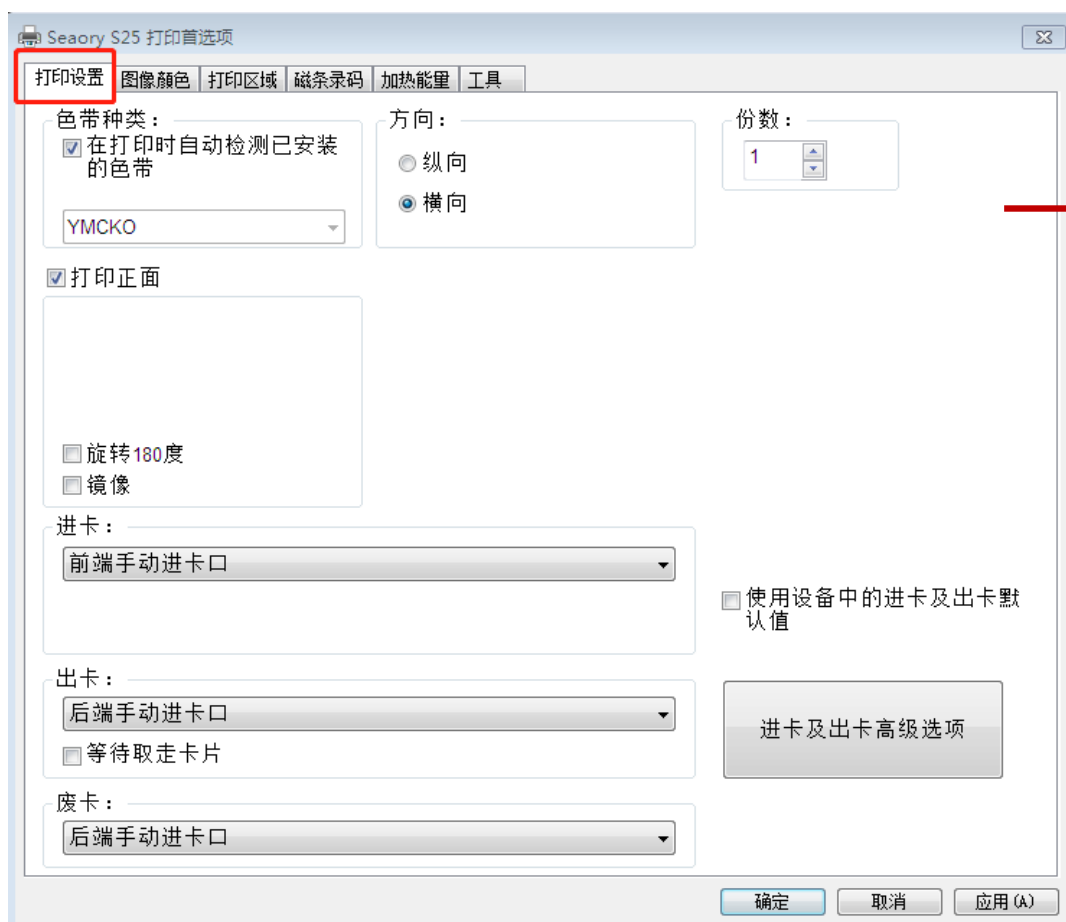 Seaory S25 打印首选项
打印设置 图像颜色 打印区域 磁条录码 加热能量 工具
色带种类：
在打印时自动检测已安装
的色带
YMCKO
方向：
纵向
横向
份数：
1
打印正面
旋转180度
镜像
进卡：
前端手动进卡口
使用设备中的进卡及出卡默
认值
出卡：
后端手动进卡口
等待取走卡片
进卡及出卡高级选项
废卡：
后端手动进卡口
确定 取消 应用(A)